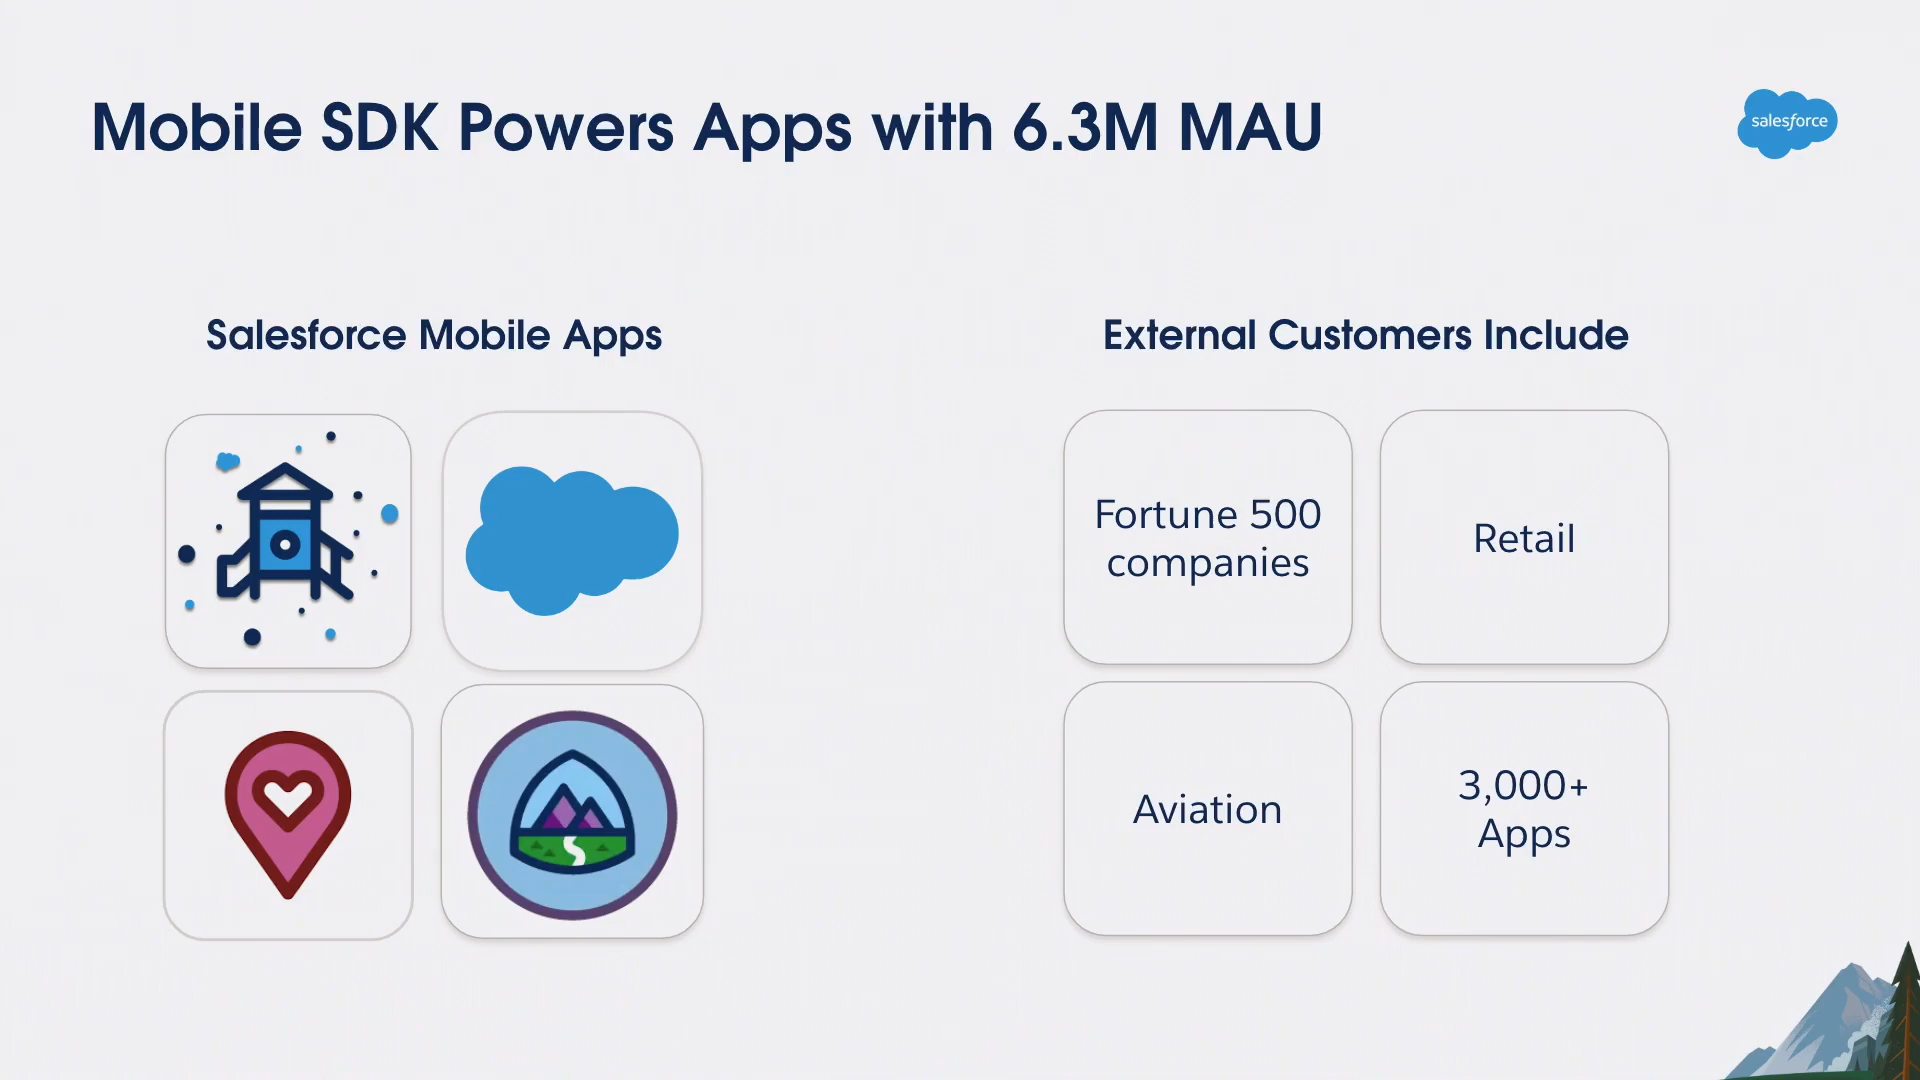 Mobile SDK Powers Apps with 6.3M MAU
salesforce
Salesforce Mobile Apps
External Customers Include
Fortune 500
companies
Retail
Aviation
3,000+
Apps